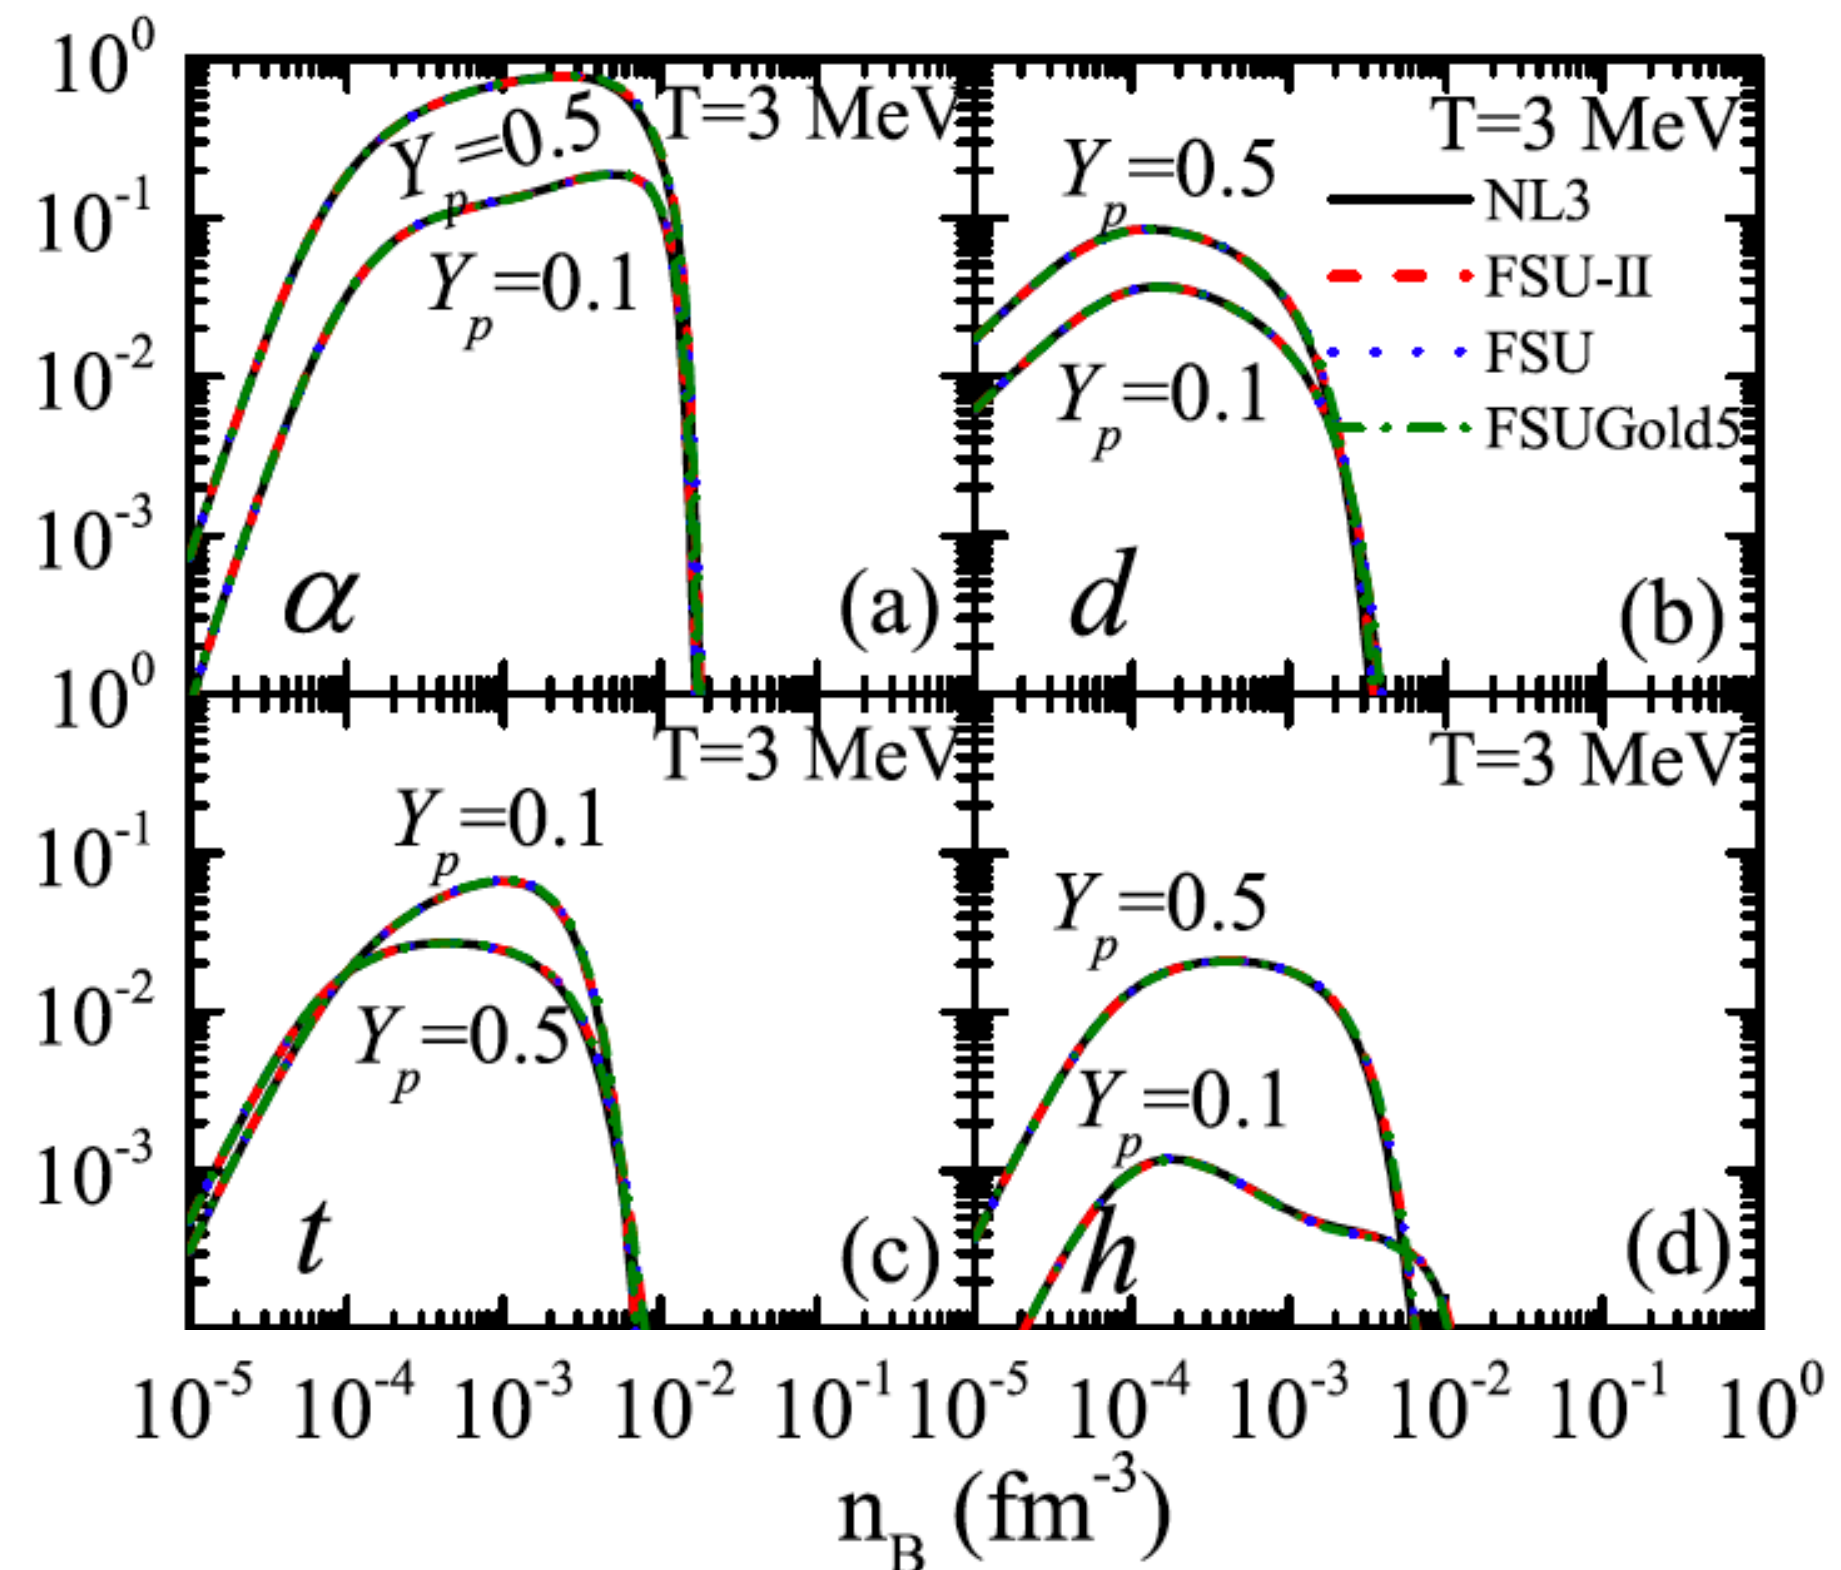 10^0
T=3 MeV
Y_p=0.5
10^-1
Y_p=0.1
10^-2
10^-3
α
(a)
T=3 MeV
Y_p=0.5
NL3
FSU-II
FSU
FSUGold5
Y_p=0.1
d
(b)
10^0
T=3 MeV
Y_p=0.1
10^-1
Y_p=0.5
10^-2
10^-3
t
(c)
T=3 MeV
Y_p=0.5
Y_p=0.1
h
(d)
10^-5 10^-4 10^-3 10^-2 10^-1 10^-5 10^-4 10^-3 10^-2 10^-1 10^0
n_B (fm^-3)